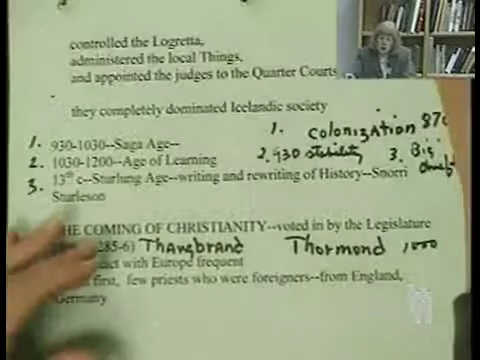 controlled the Logretta,
administered the local Things,
and appointed the judges to the Quarter Courts
they completely dominated Icelandic society
1. colonization 870
1. 930-1030--Saga Age--
2. 1030-1200--Age of Learning
2. 930 stability
3. Big
3. 13th c--Sturlung Age--writing and rewriting of History--Snorri
Sturleson
THE COMING OF CHRISTIANITY--voted in by the Legislature
285-6) Thangbrand Thormond 1000
with Europe frequent
first, few priests who were foreigners--from England,
Germany